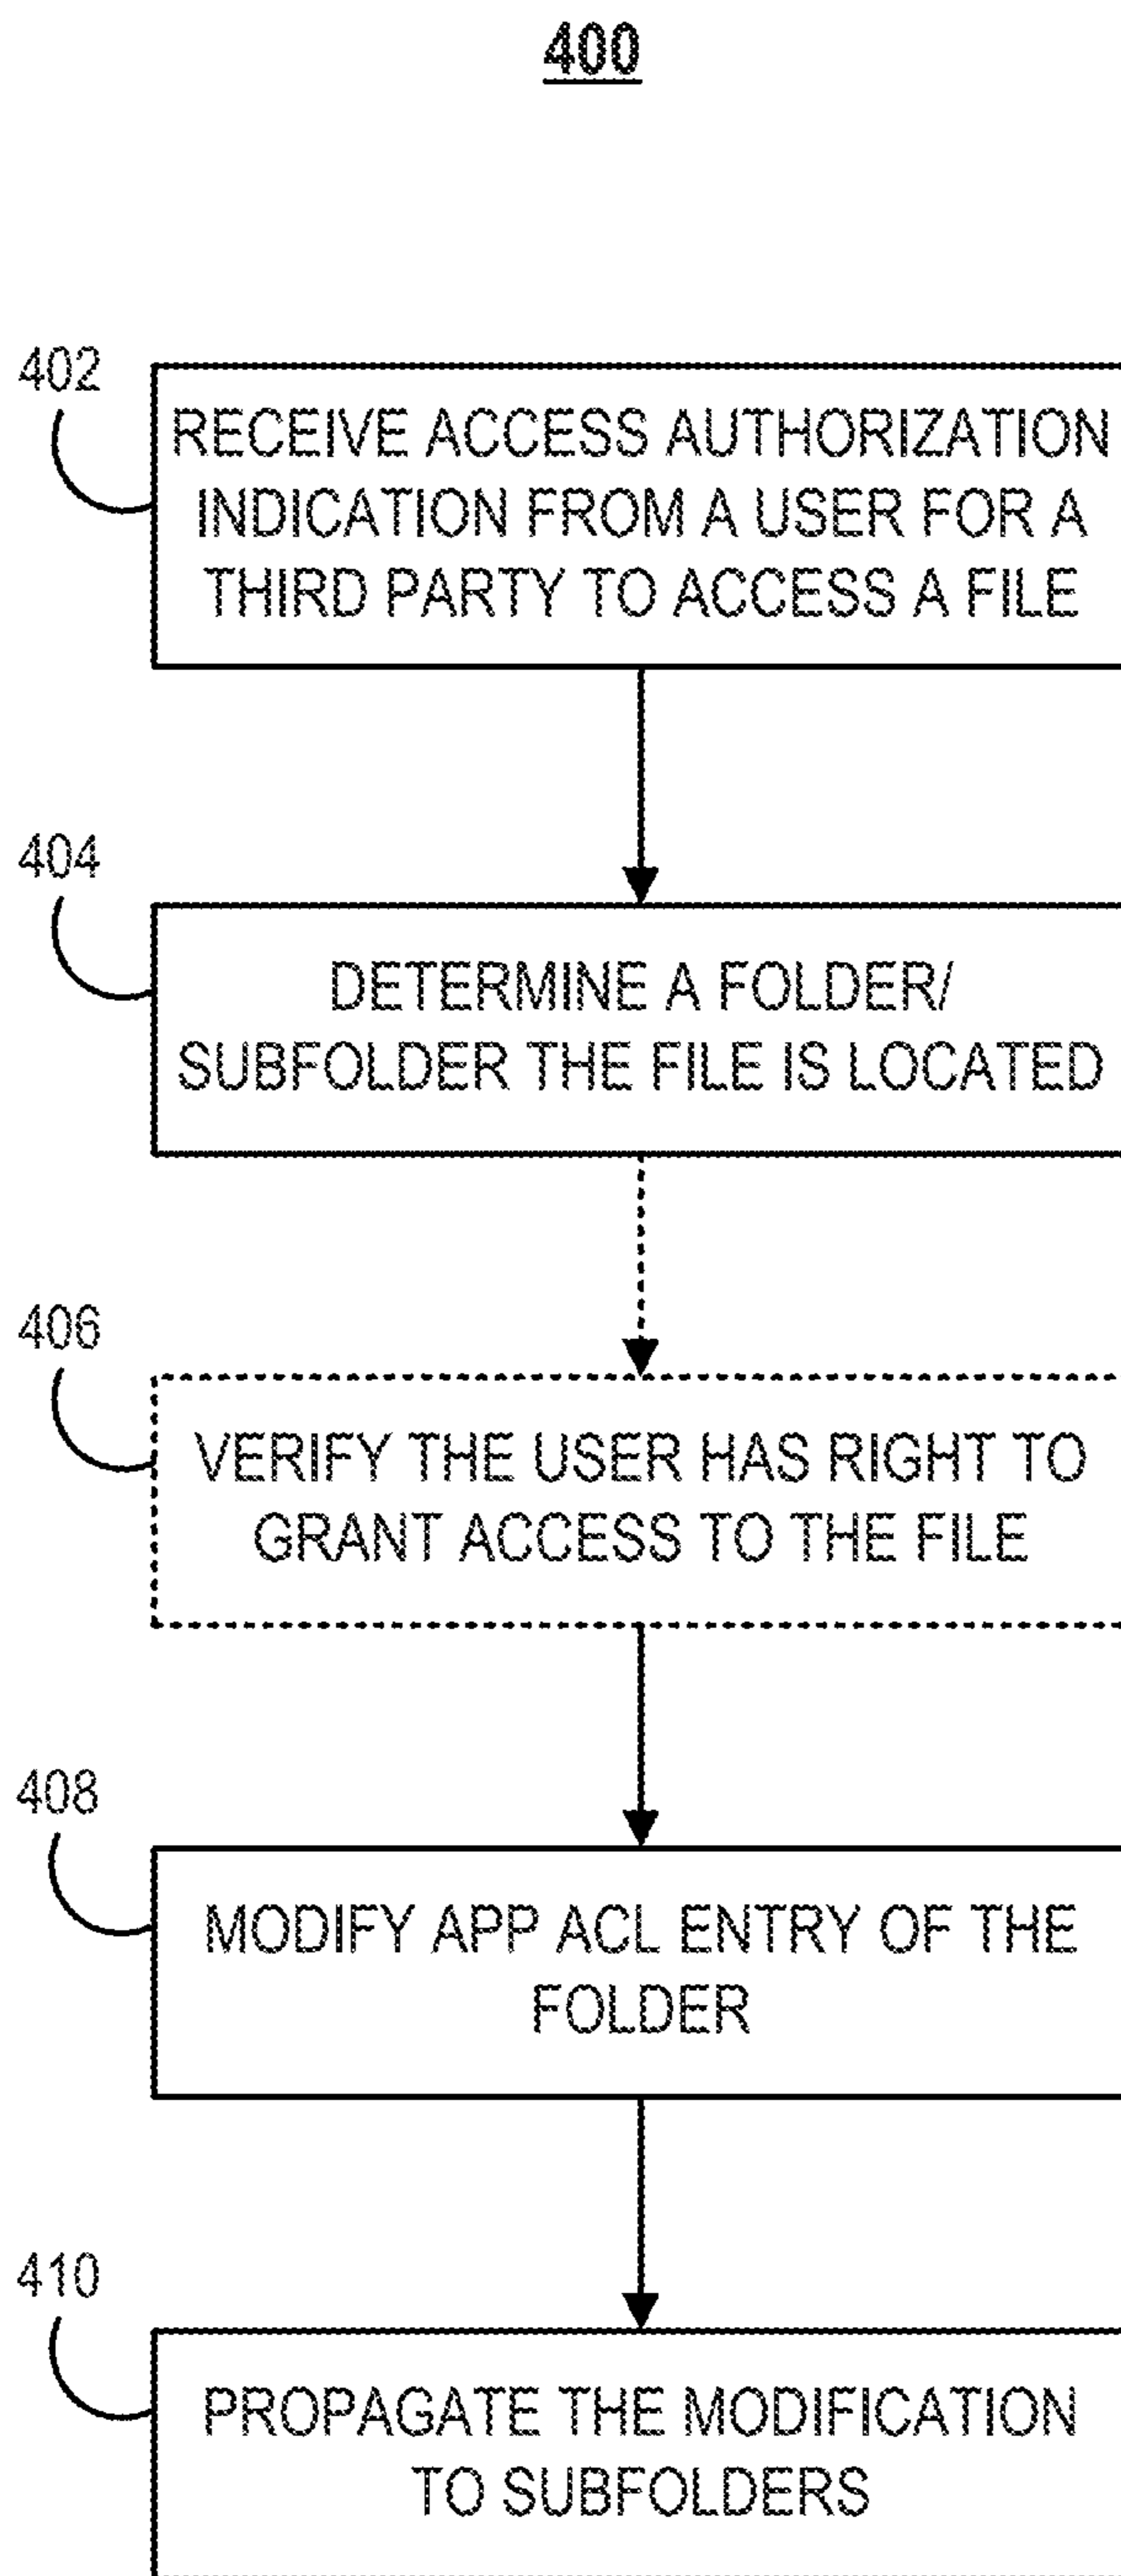 400
402
RECEIVE ACCESS AUTHORIZATION
INDICATION FROM A USER FOR A
THIRD PARTY TO ACCESS A FILE
404
DETERMINE A FOLDER/
SUBFOLDER THE FILE IS LOCATED
406
VERIFY THE USER HAS RIGHT TO
GRANT ACCESS TO THE FILE
408
MODIFY APP ACL ENTRY OF THE
FOLDER
410
PROPAGATE THE MODIFICATION
TO SUBFOLDERS